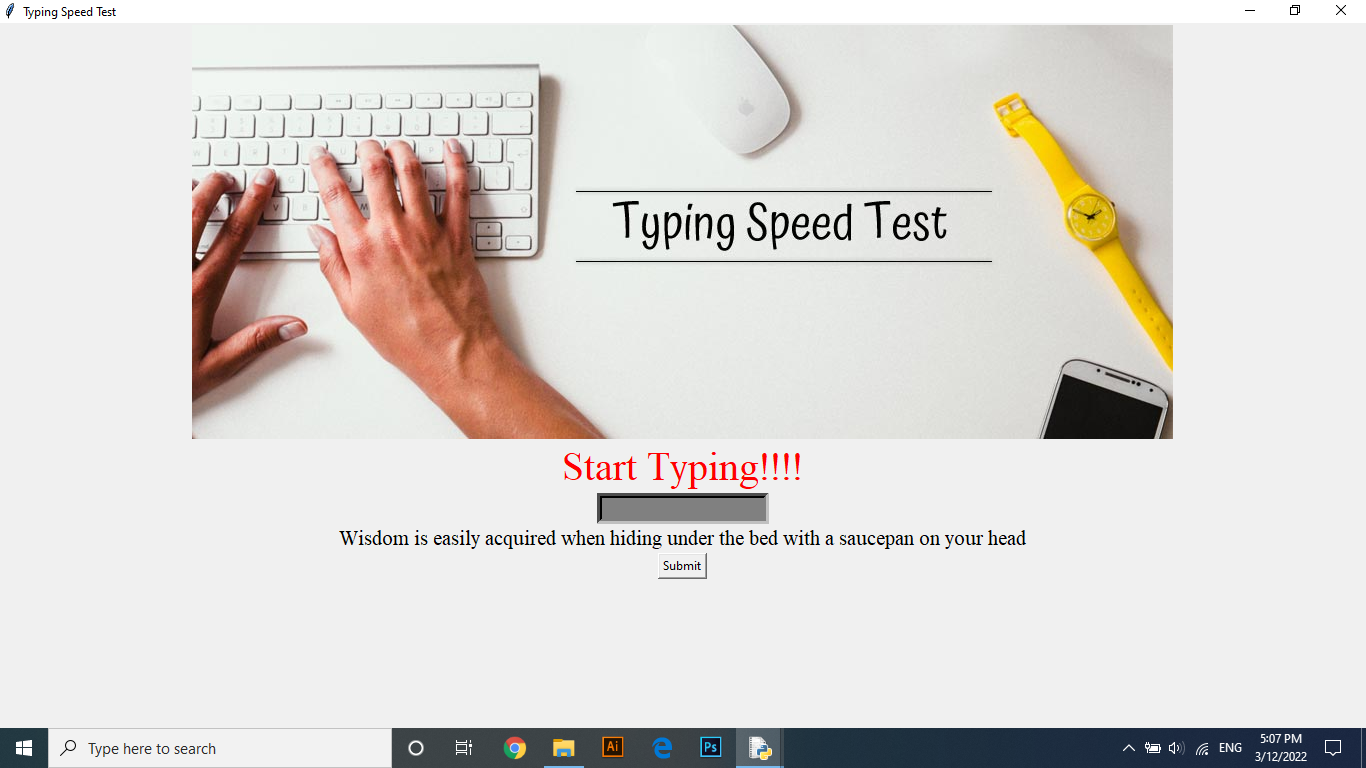 Typing Speed Test
Typing Speed Test
Start Typing!!!!
Wisdom is easily acquired when hiding under the bed with a saucepan on your head
Submit
Type here to search
Ai
Ps
ENG
5:07 PM
3/12/2022